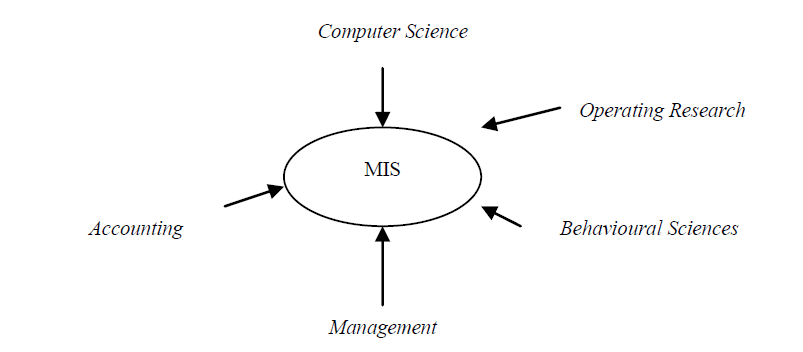 Computer Science
Operating Research
MIS
Accounting
Behavioural Sciences
Management